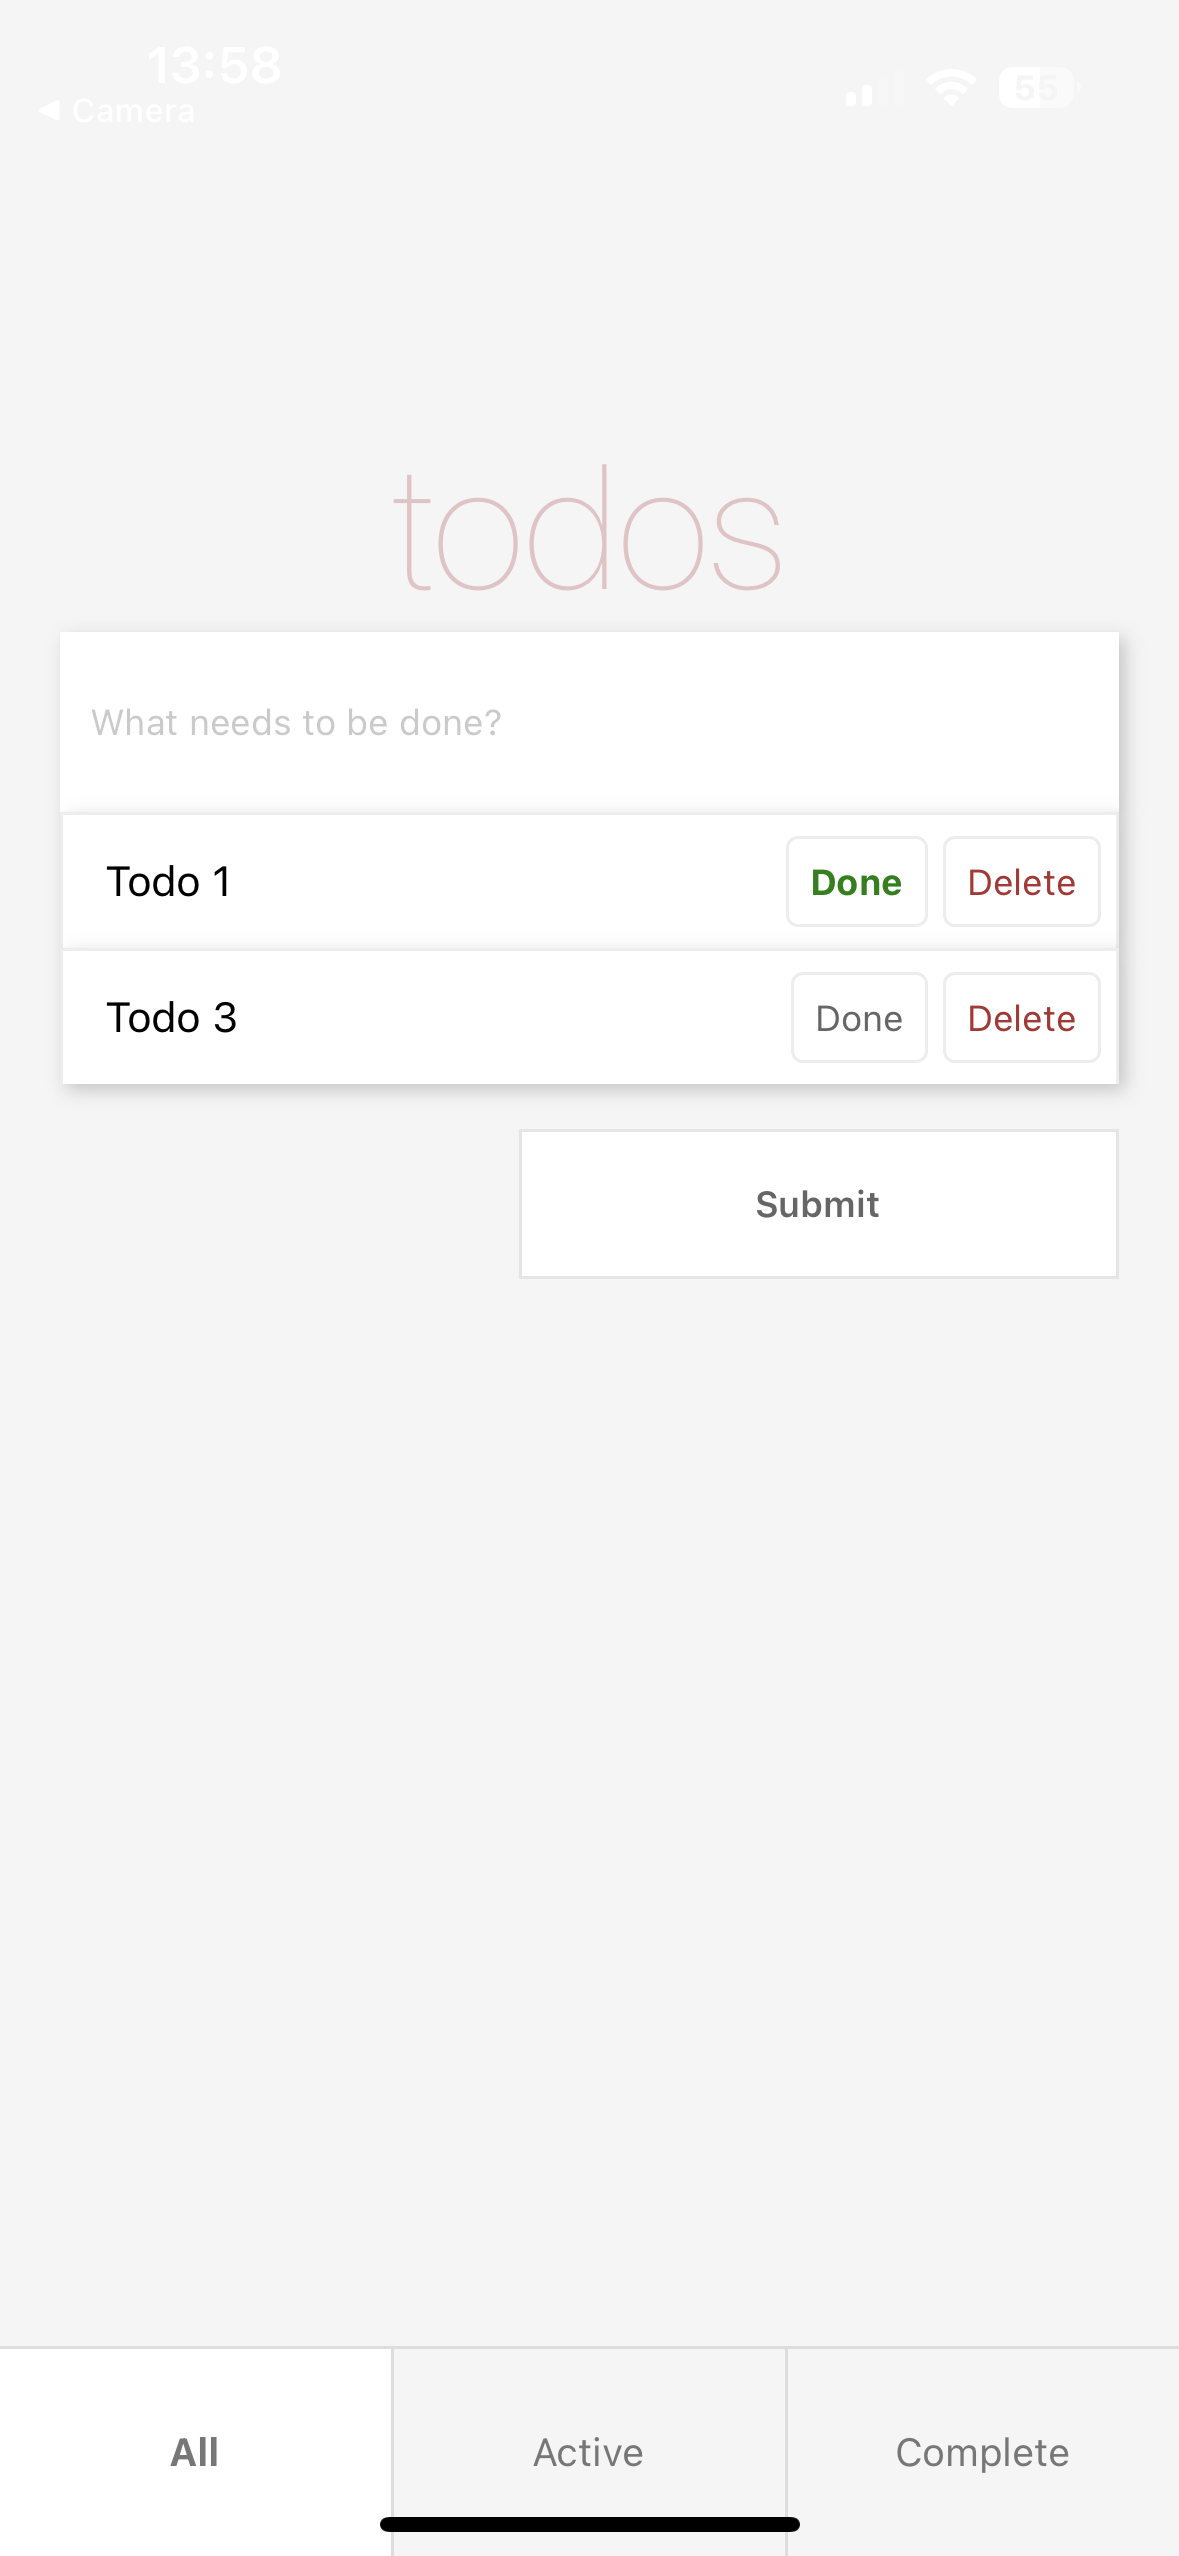 13:58
◀ Camera
55
todos
What needs to be done?
Todo 1 Done Delete
Todo 3 Done Delete
Submit
All Active Complete